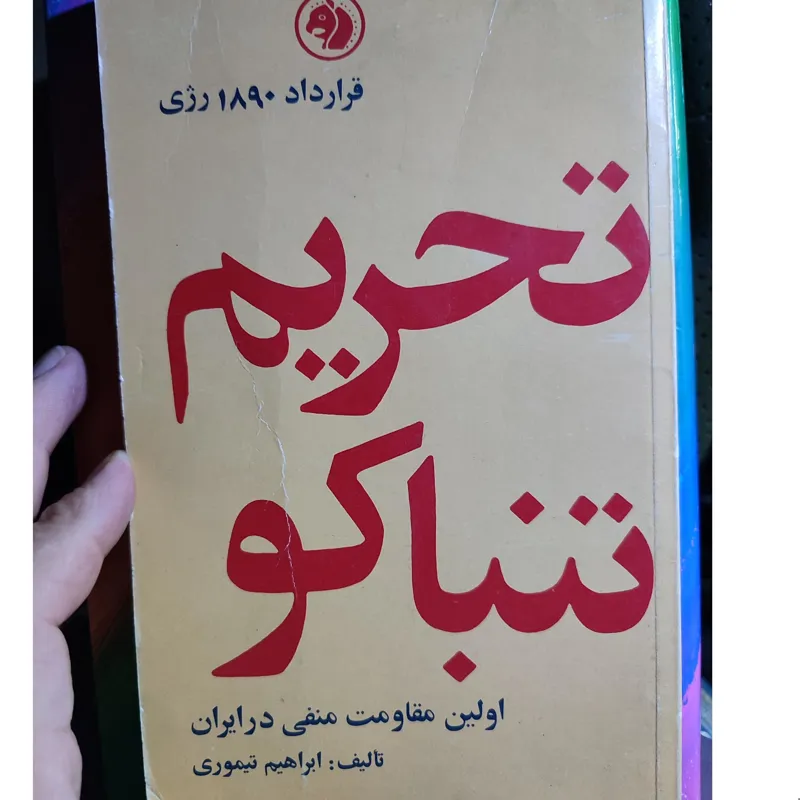 قرارداد ۱۸۹۰ رژی
تحریم
تنباکو
اولین مقاومت منفی در ایران
تالیف: ابراهیم تیموری